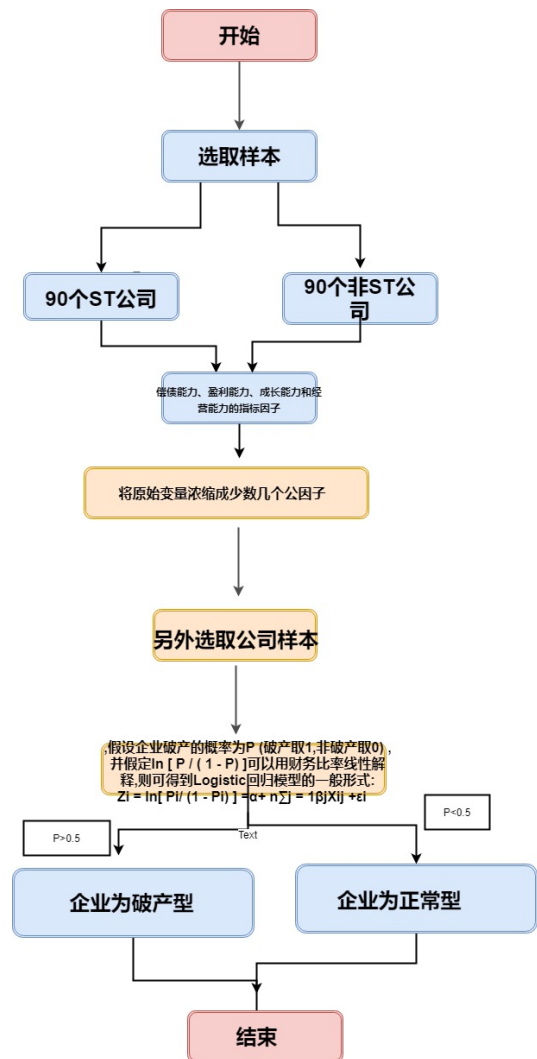 开始
选取样本
90个ST公司
90个非ST公
司
偿债能力、盈利能力、成长能力和经
营能力的指标因子
将原始变量浓缩成少数几个公因子
另外选取公司样本
,假设企业破产的概率为P (破产取1,非破产取0) ,
并假定ln [ P / ( 1 - P) ]可以用财务比率线性解
释,则可得到Logistic回归模型的一般形式:
Zi = ln[ Pi/ (1 - Pi) ] =α+ n∑j = 1βjXij +εi
P>0.5
Text
P<0.5
企业为破产型
企业为正常型
结束